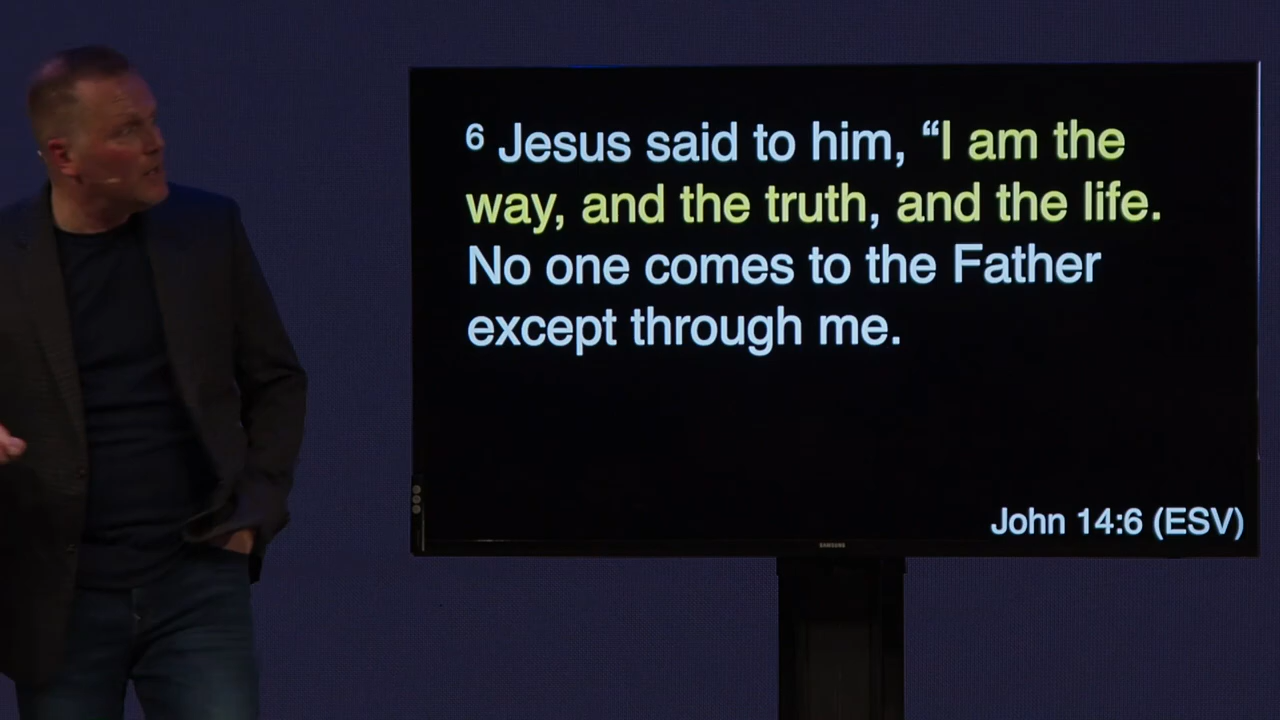 6 Jesus said to him, “I am the
way, and the truth, and the life.
No one comes to the Father
except through me.
John 14:6 (ESV)
SAMSUNG